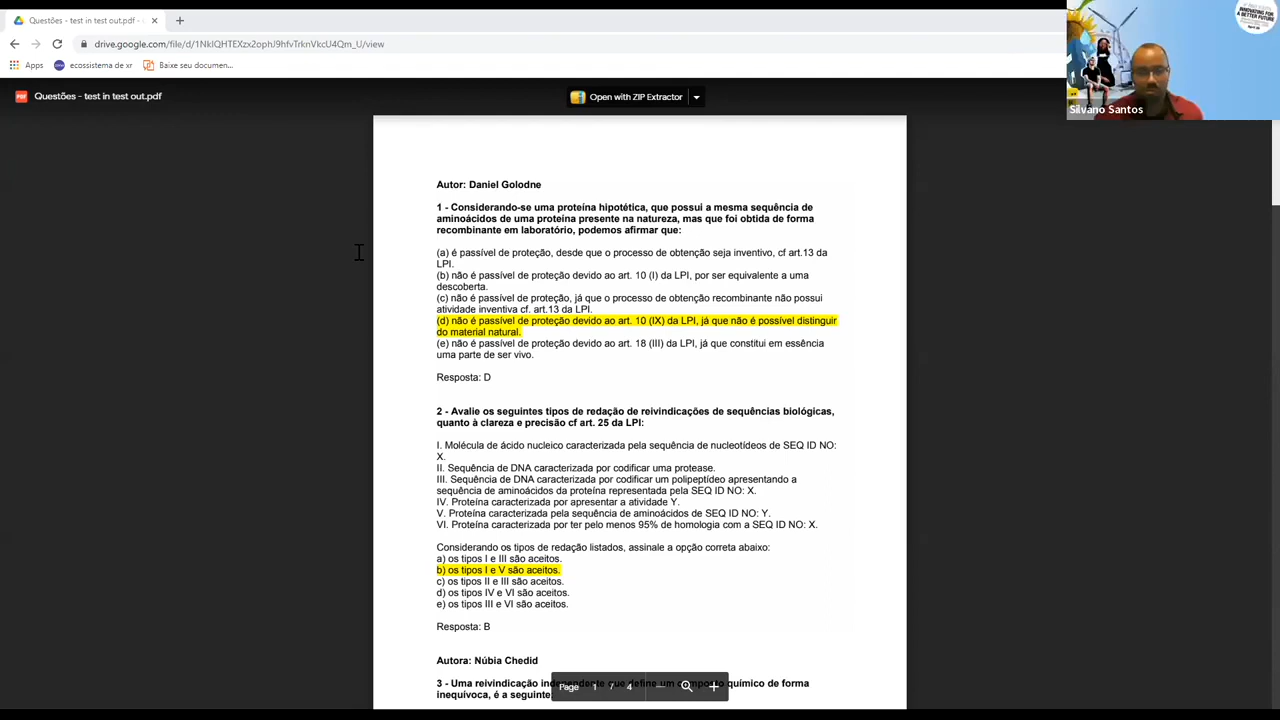 Questões - test in test out.pdf -
drive.google.com/file/d/1NkIQHTEXzx2ophJ9hfvTrknVkcU4Qm_U/view
Apps
ecossistema de xr
Baixe seu documen...
INNOVATING FOR
A BETTER FUTURE
Silvano Santos
PDF
Questões - test in test out.pdf
Open with ZIP Extractor
Autor: Daniel Golodne
1 - Considerando-se uma proteína hipotética, que possui a mesma sequência de
aminoácidos de uma proteína presente na natureza, mas que foi obtida de forma
recombinante em laboratório, podemos afirmar que:
(a) é passível de proteção, desde que o processo de obtenção seja inventivo, cf art.13 da
LPI.
(b) não é passível de proteção devido ao art. 10 (I) da LPI, por ser equivalente a uma
descoberta.
(c) não é passível de proteção, já que o processo de obtenção recombinante não possui
atividade inventiva cf. art.13 da LPI.
(d) não é passível de proteção devido ao art. 10 (IX) da LPI, já que não é possível distinguir
do material natural.
(e) não é passível de proteção devido ao art. 18 (III) da LPI, já que constitui em essência
uma parte de ser vivo.
Resposta: D
2 - Avalie os seguintes tipos de redação de reivindicações de sequências biológicas,
quanto à clareza e precisão cf art. 25 da LPI:
I. Molécula de ácido nucleico caracterizada pela sequência de nucleotídeos de SEQ ID NO:
X.
II. Sequência de DNA caracterizada por codificar uma protease.
III. Sequência de DNA caracterizada por codificar um polipeptídeo apresentando a
sequência de aminoácidos da proteína representada pela SEQ ID NO: X.
IV. Proteína caracterizada por apresentar a atividade Y.
V. Proteína caracterizada pela sequência de aminoácidos de SEQ ID NO: Y.
VI. Proteína caracterizada por ter pelo menos 95% de homologia com a SEQ ID NO: X.
Considerando os tipos de redação listados, assinale a opção correta abaixo:
a) os tipos I e III são aceitos.
b) os tipos I e V são aceitos.
c) os tipos II e III são aceitos.
d) os tipos IV e VI são aceitos.
e) os tipos III e VI são aceitos.
Resposta: B
Autora: Núbia Chedid
3 - Uma reivindicação independente que define um composto químico de forma
inequívoca, é a seguinte
Page 1 / 4